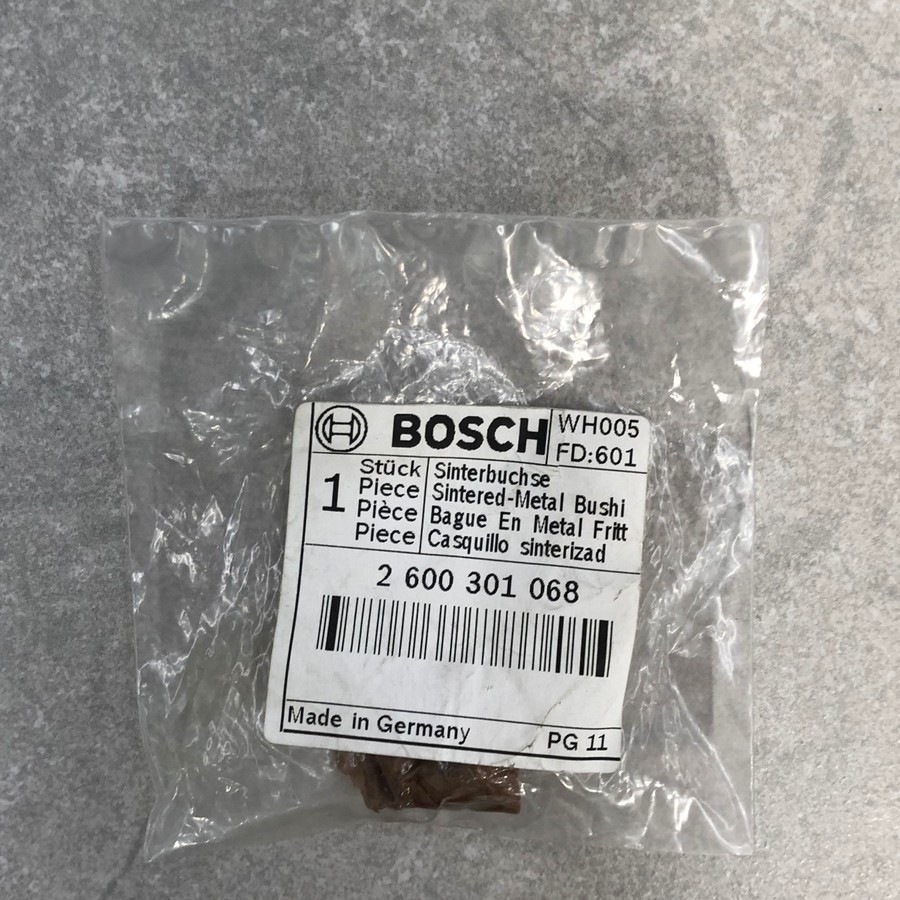 BOSCH
WH005
FD:601
1
Stück
Piece
Pièce
Piece
Sinterbuchse
Sintered-Metal Bushi
Bague En Metal Fritt
Casquillo sinterizad
2 600 301 068
Made in Germany
PG 11